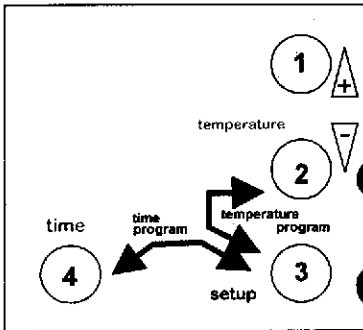 1
+
temperature
-
2
time
program
temperature
program
time
4
3
setup